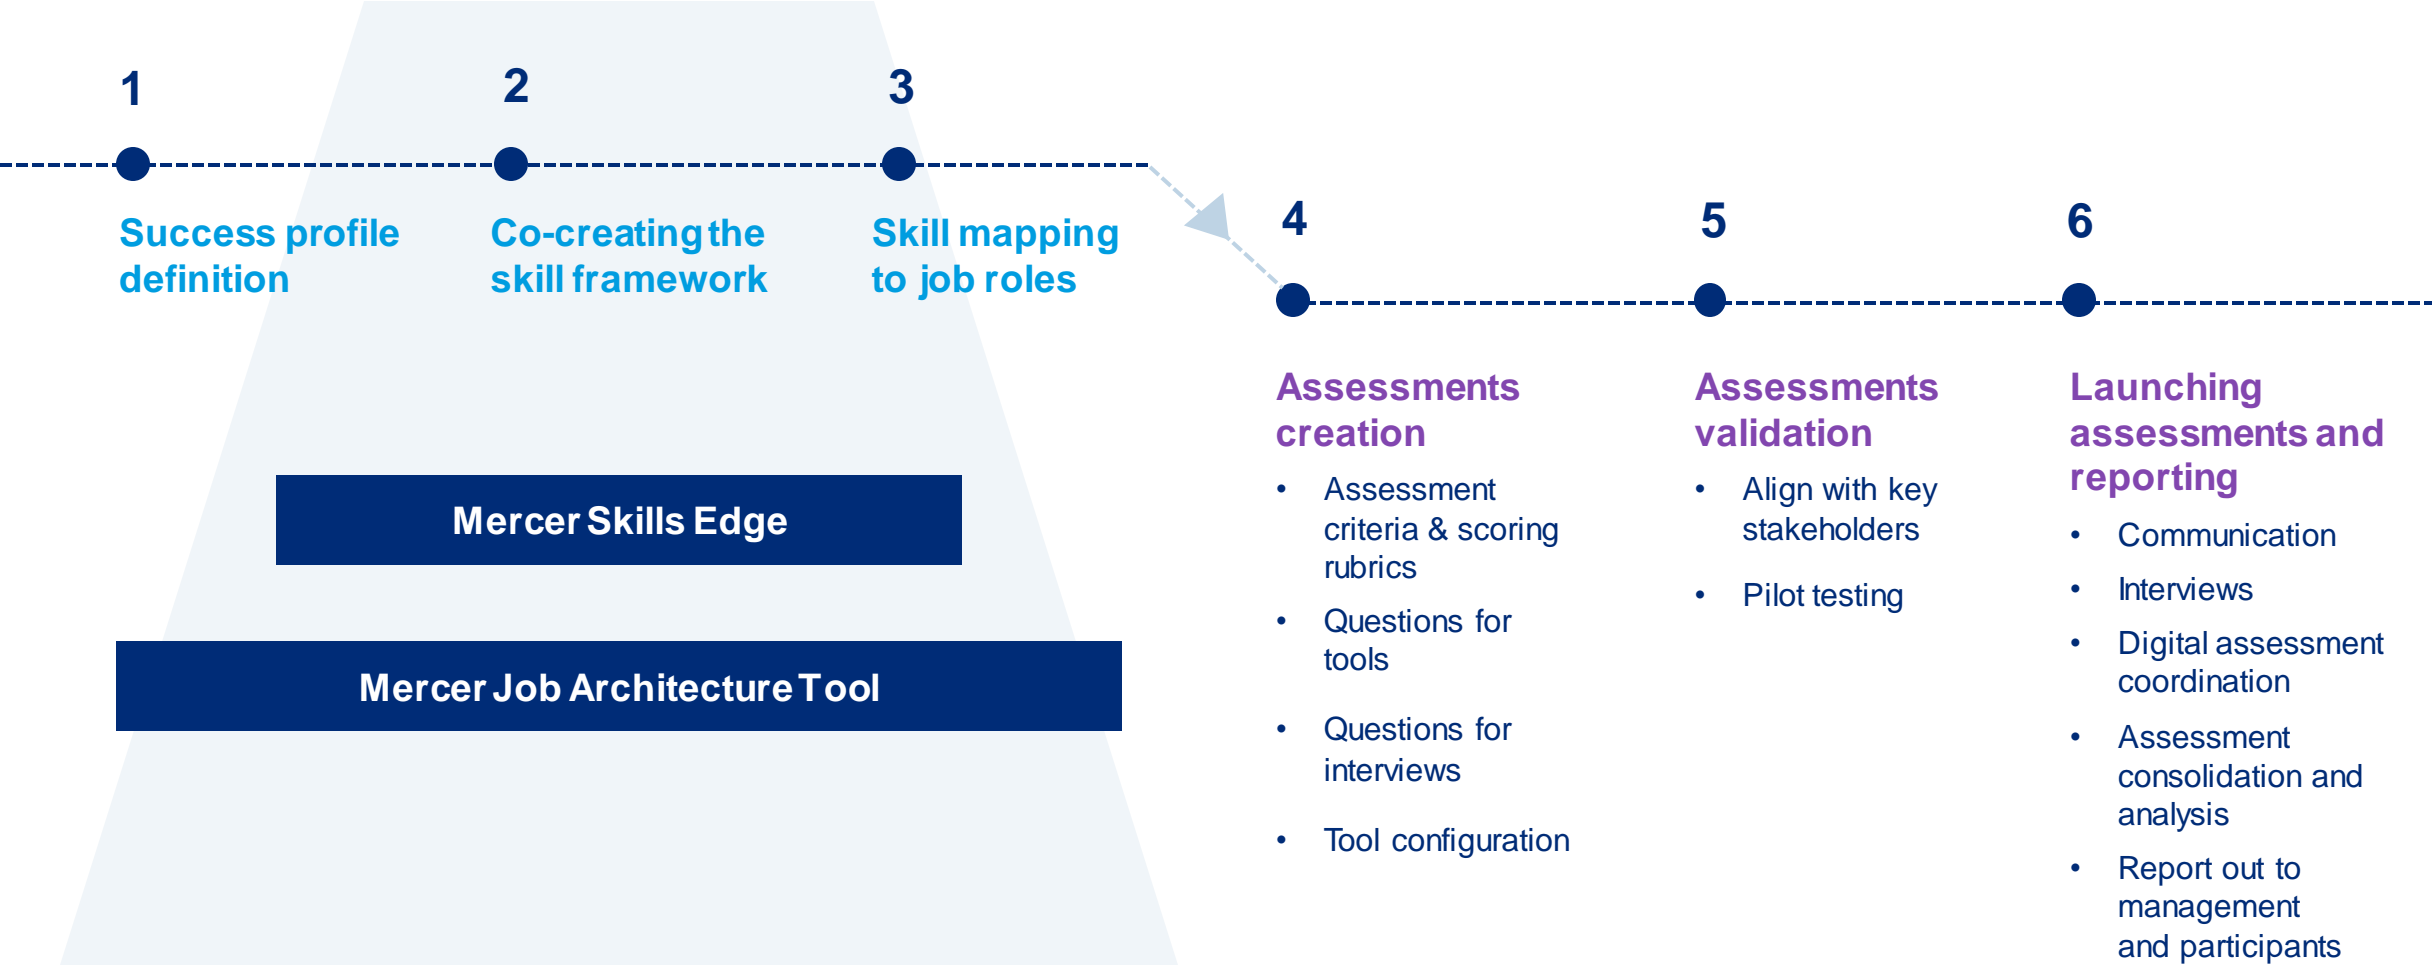 1
Success profile
definition
2
Co-creating the
skill framework
3
Skill mapping
to job roles
Mercer Skills Edge
Mercer Job Architecture Tool
4
Assessments
creation
• Assessment
criteria & scoring
rubrics
• Questions for
tools
• Questions for
interviews
• Tool configuration
5
Assessments
validation
• Align with key
stakeholders
• Pilot testing
6
Launching
assessments and
reporting
• Communication
• Interviews
• Digital assessment
coordination
• Assessment
consolidation and
analysis
• Report out to
management
and participants